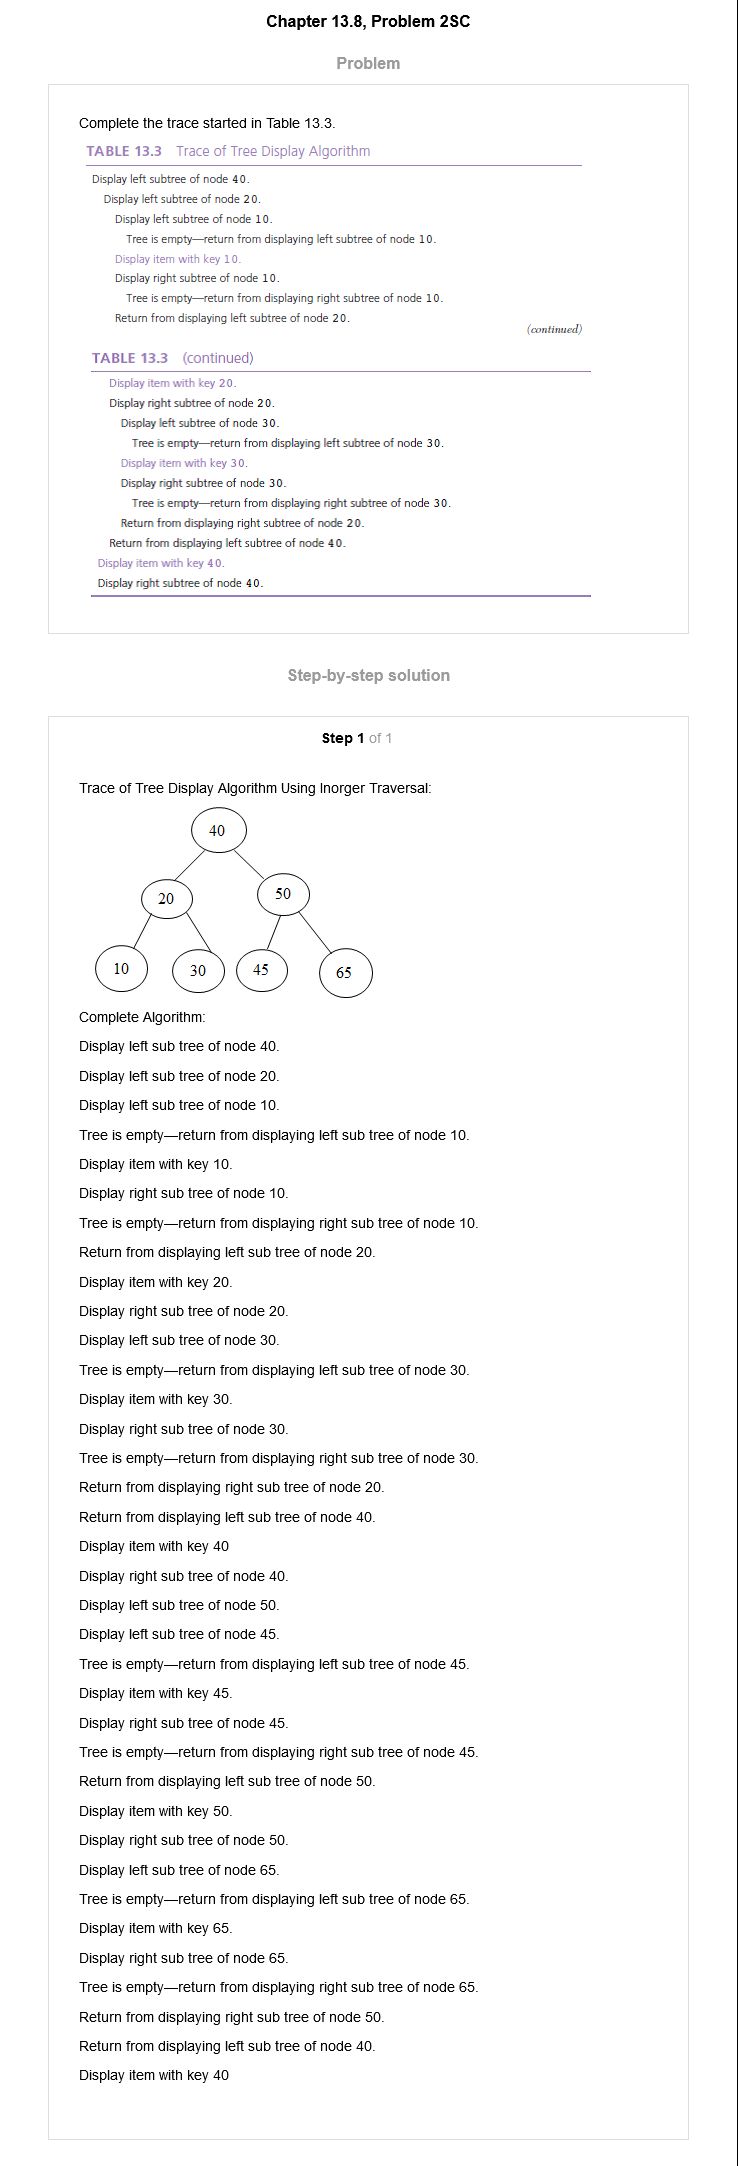 Chapter 13.8, Problem 2SC
Problem
Complete the trace started in Table 13.3.
TABLE 13.3 Trace of Tree Display Algorithm
Display left subtree of node 40.
Display left subtree of node 20.
Display left subtree of node 10.
Tree is empty—return from displaying left subtree of node 10.
Display item with key 10.
Display right subtree of node 10.
Tree is empty—return from displaying right subtree of node 10.
Return from displaying left subtree of node 20.
(continued)
TABLE 13.3 (continued)
Display item with key 20.
Display right subtree of node 20.
Display left subtree of node 30.
Tree is empty—return from displaying left subtree of node 30.
Display item with key 30.
Display right subtree of node 30.
Tree is empty—return from displaying right subtree of node 30.
Return from displaying right subtree of node 20.
Return from displaying left subtree of node 40.
Display item with key 40.
Display right subtree of node 40.
Step-by-step solution
Step 1 of 1
Trace of Tree Display Algorithm Using Inorger Traversal:
40
20 50
10 30 45 65
Complete Algorithm:
Display left sub tree of node 40.
Display left sub tree of node 20.
Display left sub tree of node 10.
Tree is empty—return from displaying left sub tree of node 10.
Display item with key 10.
Display right sub tree of node 10.
Tree is empty—return from displaying right sub tree of node 10.
Return from displaying left sub tree of node 20.
Display item with key 20.
Display right sub tree of node 20.
Display left sub tree of node 30.
Tree is empty—return from displaying left sub tree of node 30.
Display item with key 30.
Display right sub tree of node 30.
Tree is empty—return from displaying right sub tree of node 30.
Return from displaying right sub tree of node 20.
Return from displaying left sub tree of node 40.
Display item with key 40
Display right sub tree of node 40.
Display left sub tree of node 50.
Display left sub tree of node 45.
Tree is empty—return from displaying left sub tree of node 45.
Display item with key 45.
Display right sub tree of node 45.
Tree is empty—return from displaying right sub tree of node 45.
Return from displaying left sub tree of node 50.
Display item with key 50.
Display right sub tree of node 50.
Display left sub tree of node 65.
Tree is empty—return from displaying left sub tree of node 65.
Display item with key 65.
Display right sub tree of node 65.
Tree is empty—return from displaying right sub tree of node 65.
Return from displaying right sub tree of node 50.
Return from displaying left sub tree of node 40.
Display item with key 40